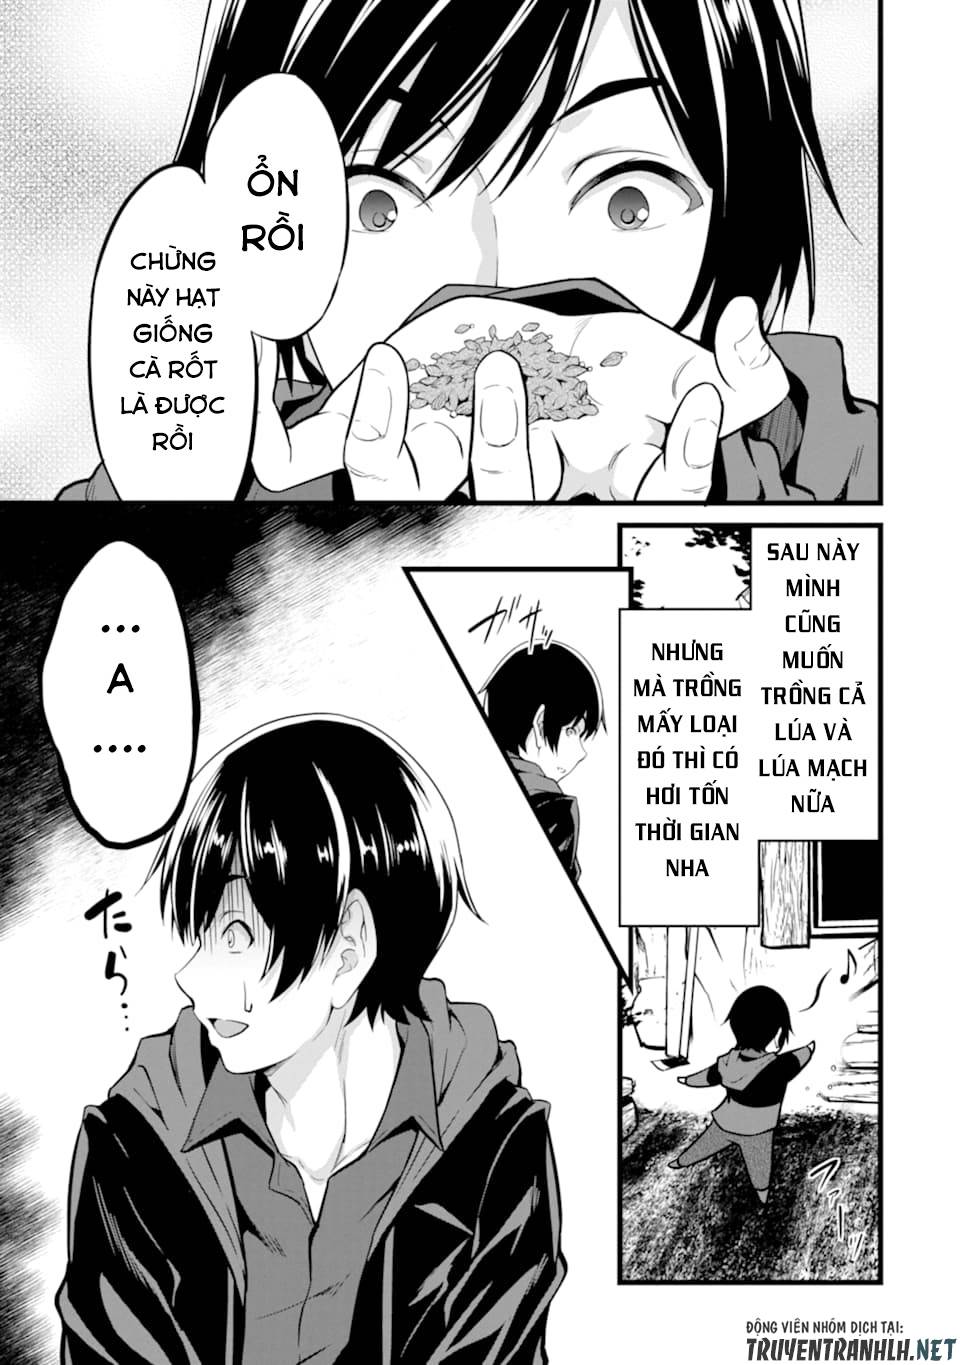 ỔN
RỒI
CHỪNG
NÀY HẠT
GIỐNG
CÀ RỐT
LÀ ĐƯỢC
RỒI
SAU NÀY
MÌNH
CŨNG
MUỐN
TRỒNG CẢ
LÚA VÀ
LÚA MẠCH
NỮA
NHƯNG
MÀ TRỒNG
MẤY LOẠI
ĐÓ THÌ CÓ
HƠI TỐN
THỜI GIAN
NHA
...
A
....
たら…
ĐỘNG VIÊN NHÓM DỊCH TẠI:
TRUYENTRANHLH.NET